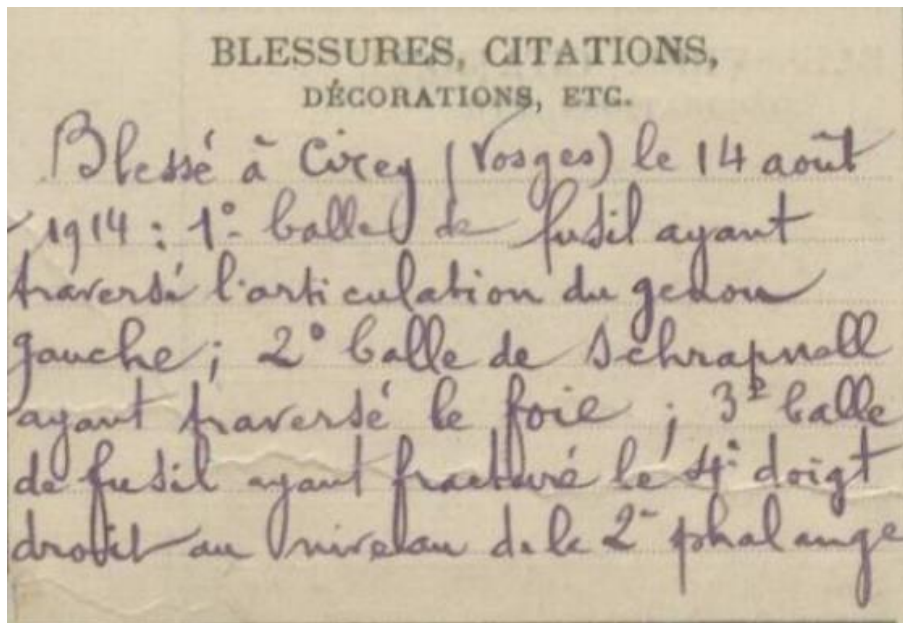 BLESSURES, CITATIONS,
DÉCORATIONS, ETC.
Blessé à Cirey (Vosges) le 14 août
1914 : 1° balle de fusil ayant
traversé l'articulation du genou
gauche ; 2° balle de schrapnell
ayant traversé le foie ; 3° balle
de fusil ayant fracturé le 4e doigt
droit au niveau de la 2e phalange